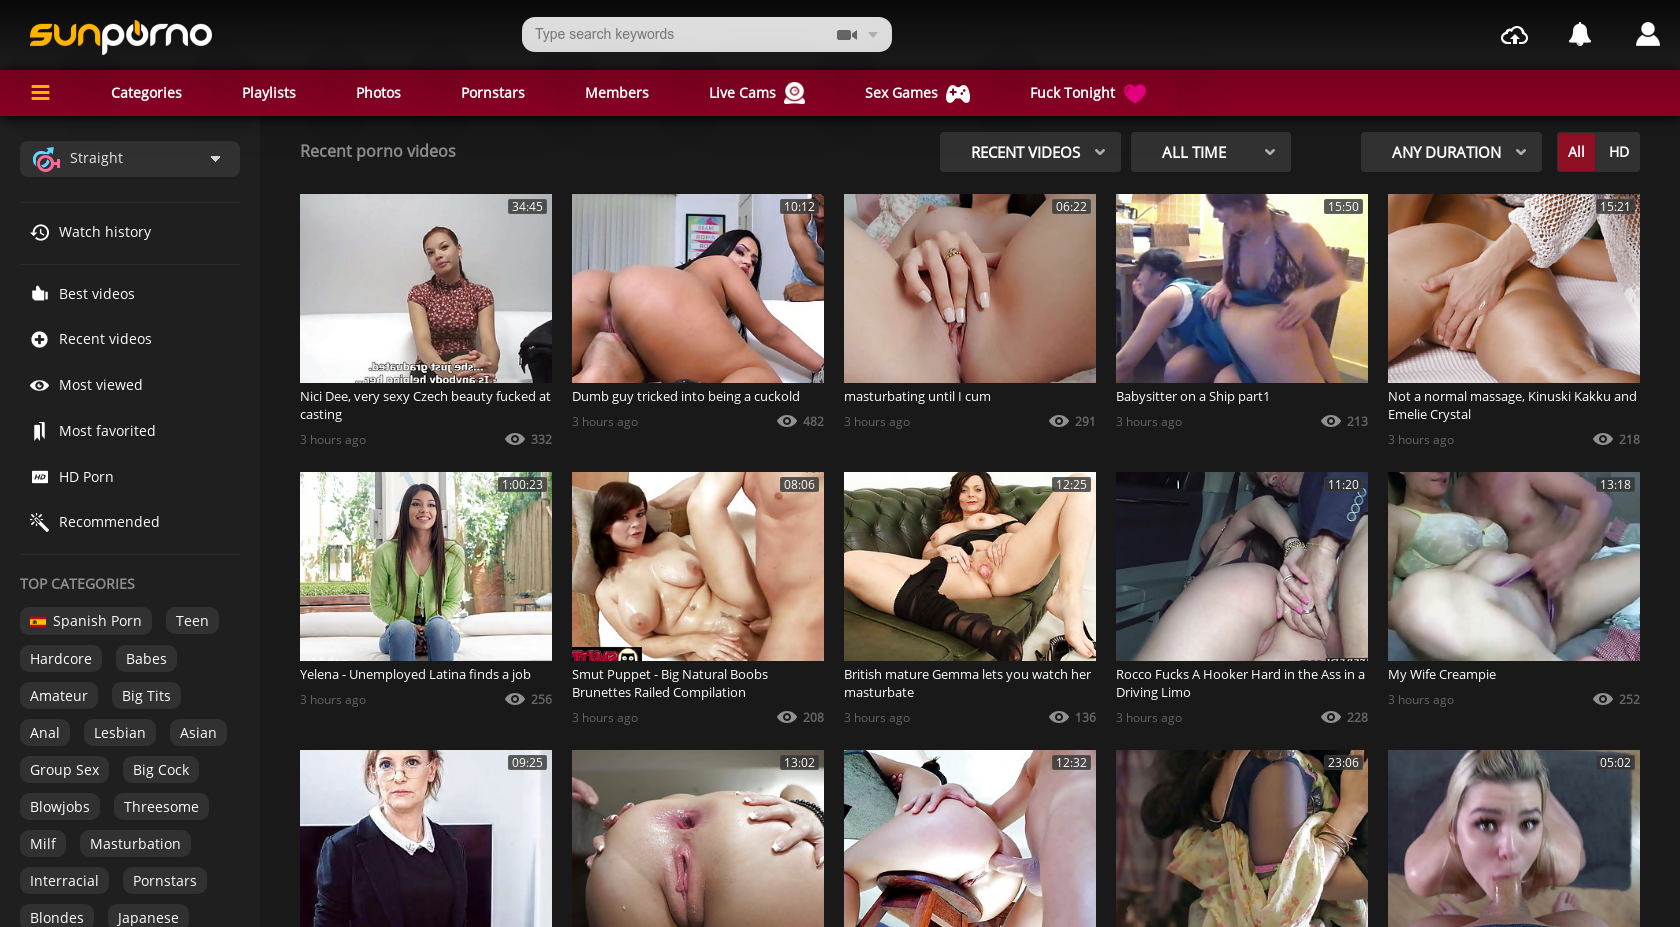 sunporno
Type search keywords
Categories
Playlists
Photos
Pornstars
Members
Live Cams
Sex Games
Fuck Tonight
Straight
Watch history
Best videos
Recent videos
Most viewed
Most favorited
HD
HD Porn
Recommended
TOP CATEGORIES
Spanish Porn
Teen
Hardcore
Babes
Amateur
Big Tits
Anal
Lesbian
Asian
Group Sex
Big Cock
Blowjobs
Threesome
Milf
Masturbation
Interracial
Pornstars
Blondes
Japanese
Recent porno videos
RECENT VIDEOS
ALL TIME
ANY DURATION
All
HD
34:45
...she just graduated.
Is anybody helping her...
Nici Dee, very sexy Czech beauty fucked at
casting
3 hours ago
332
10:12
Dumb guy tricked into being a cuckold
3 hours ago
482
06:22
masturbating until I cum
3 hours ago
291
15:50
Babysitter on a Ship part1
3 hours ago
213
15:21
Not a normal massage, Kinuski Kakku and
Emelie Crystal
3 hours ago
218
1:00:23
Yelena - Unemployed Latina finds a job
3 hours ago
256
08:06
Smut Puppet - Big Natural Boobs
Brunettes Railed Compilation
3 hours ago
208
12:25
British mature Gemma lets you watch her
masturbate
3 hours ago
136
11:20
Rocco Fucks A Hooker Hard in the Ass in a
Driving Limo
3 hours ago
228
13:18
My Wife Creampie
3 hours ago
252
09:25
13:02
12:32
23:06
05:02